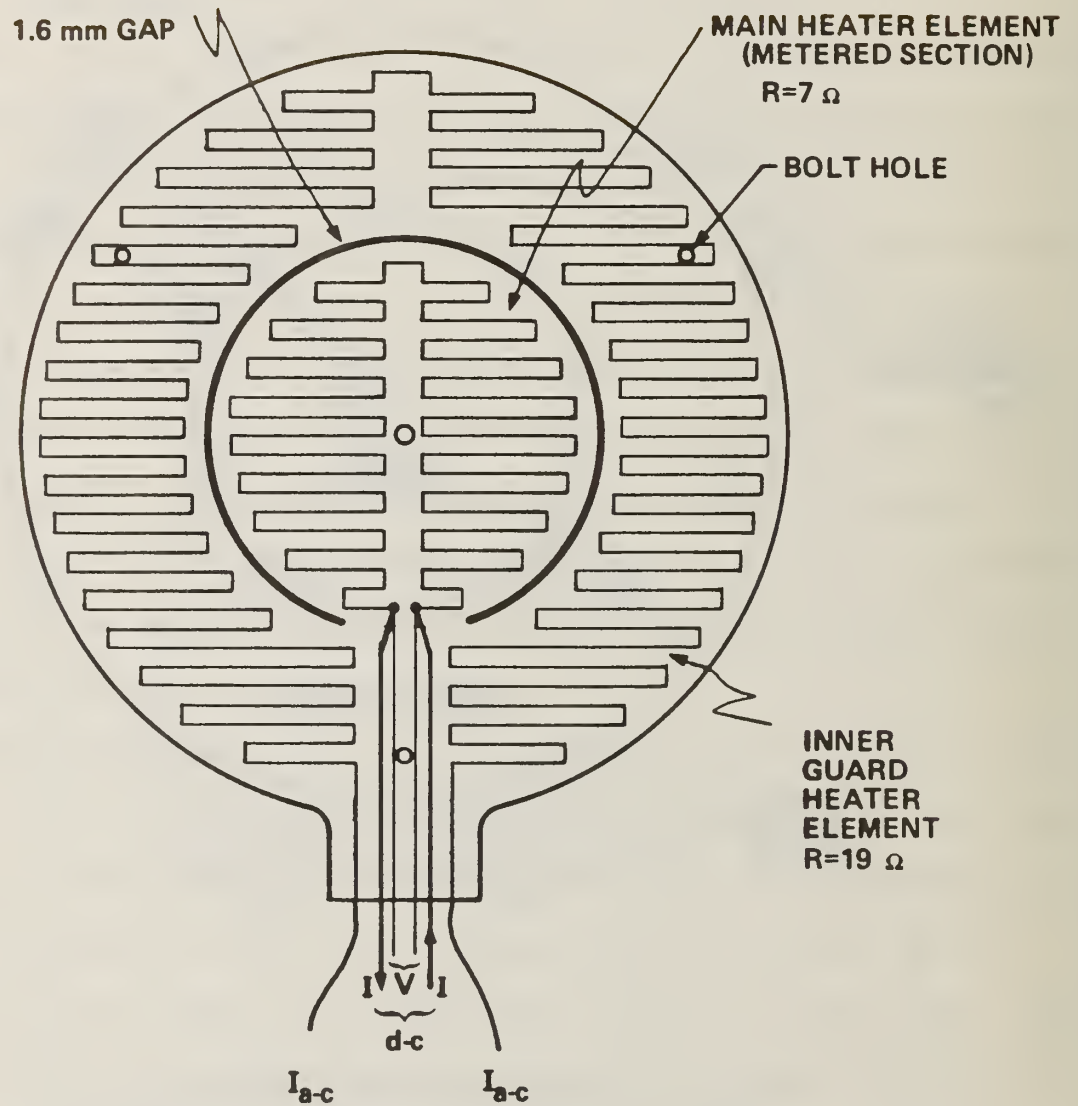 1.6 mm GAP
MAIN HEATER ELEMENT
(METERED SECTION)
R=7 Ω
BOLT HOLE
INNER
GUARD
HEATER
ELEMENT
R=19 Ω
I V I
d-c
Ia-c Ia-c